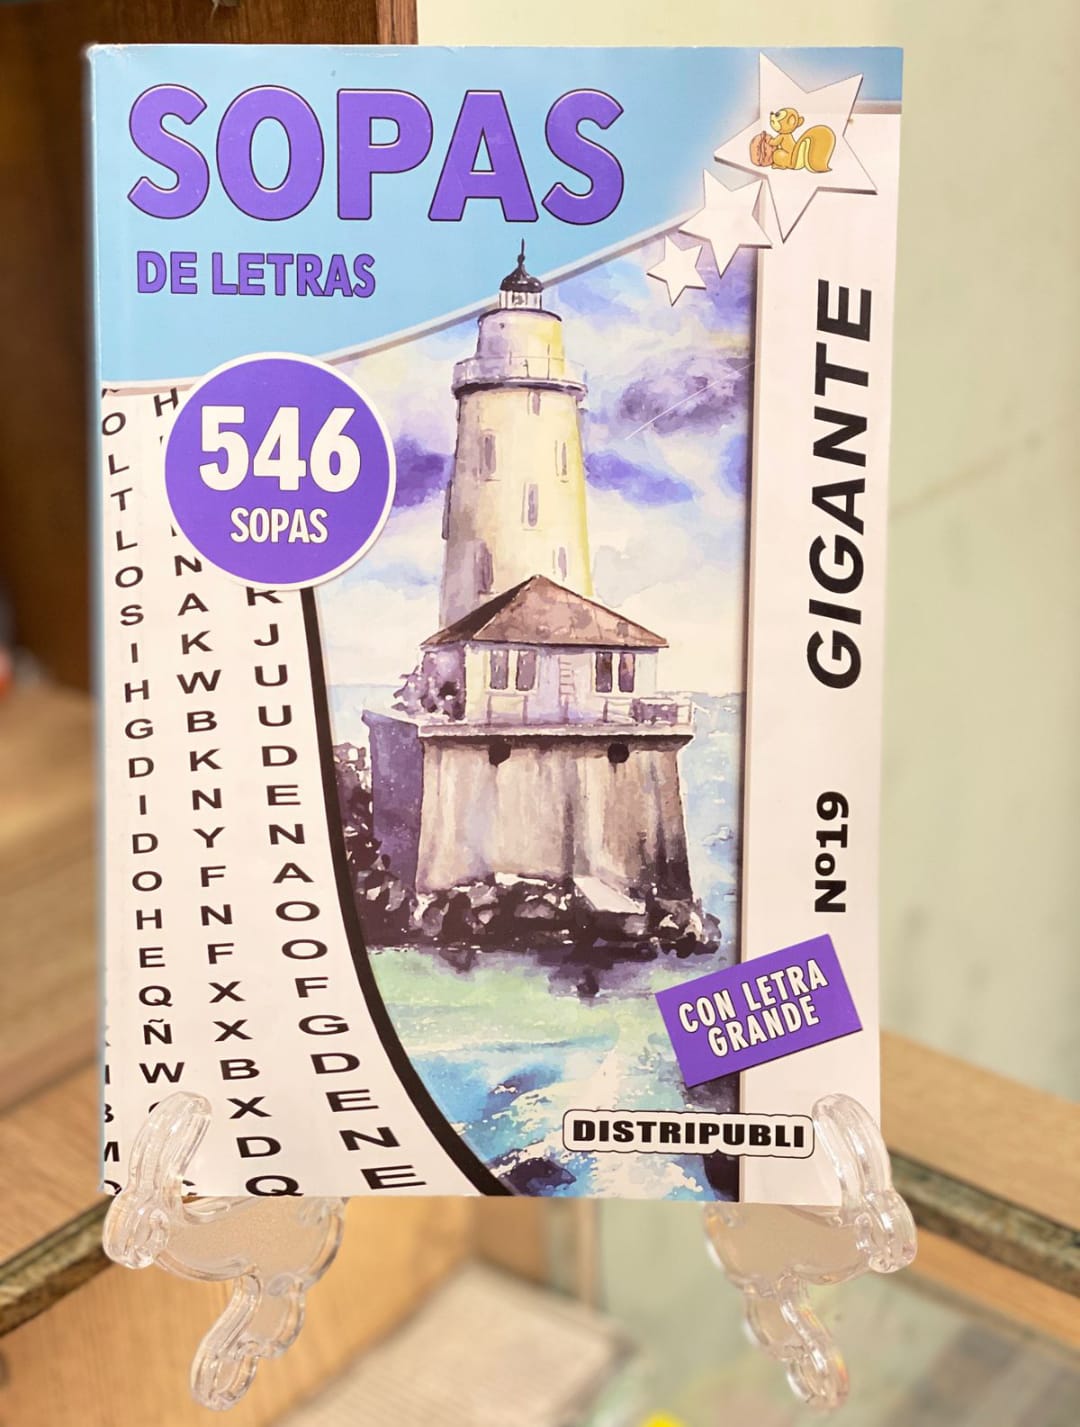 SOPAS
DE LETRAS
546
SOPAS
GIGANTE
Nº19
CON LETRA
GRANDE
DISTRIPUBLI
O
L
T
L
O
S
I
H
G
D
I
D
O
H
E
Q
Ñ
W
H
N
A
K
W
B
K
N
Y
F
N
F
X
X
B
X
D
Q
K
J
U
U
D
E
N
A
O
O
F
G
D
E
N
E